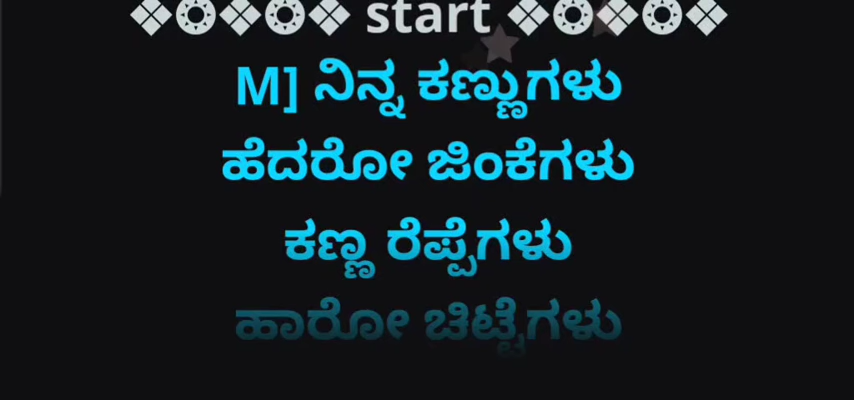 ❖❂❖❂❖ start ❖❂❖❂❖
M] ನಿನ್ನ ಕಣ್ಣುಗಳು
ಹೆದರೋ ಜಿಂಕೆಗಳು
ಕಣ್ಣ ರೆಪ್ಪೆಗಳು
ಹಾರೋ ಚಿಟ್ಟೆಗಳು